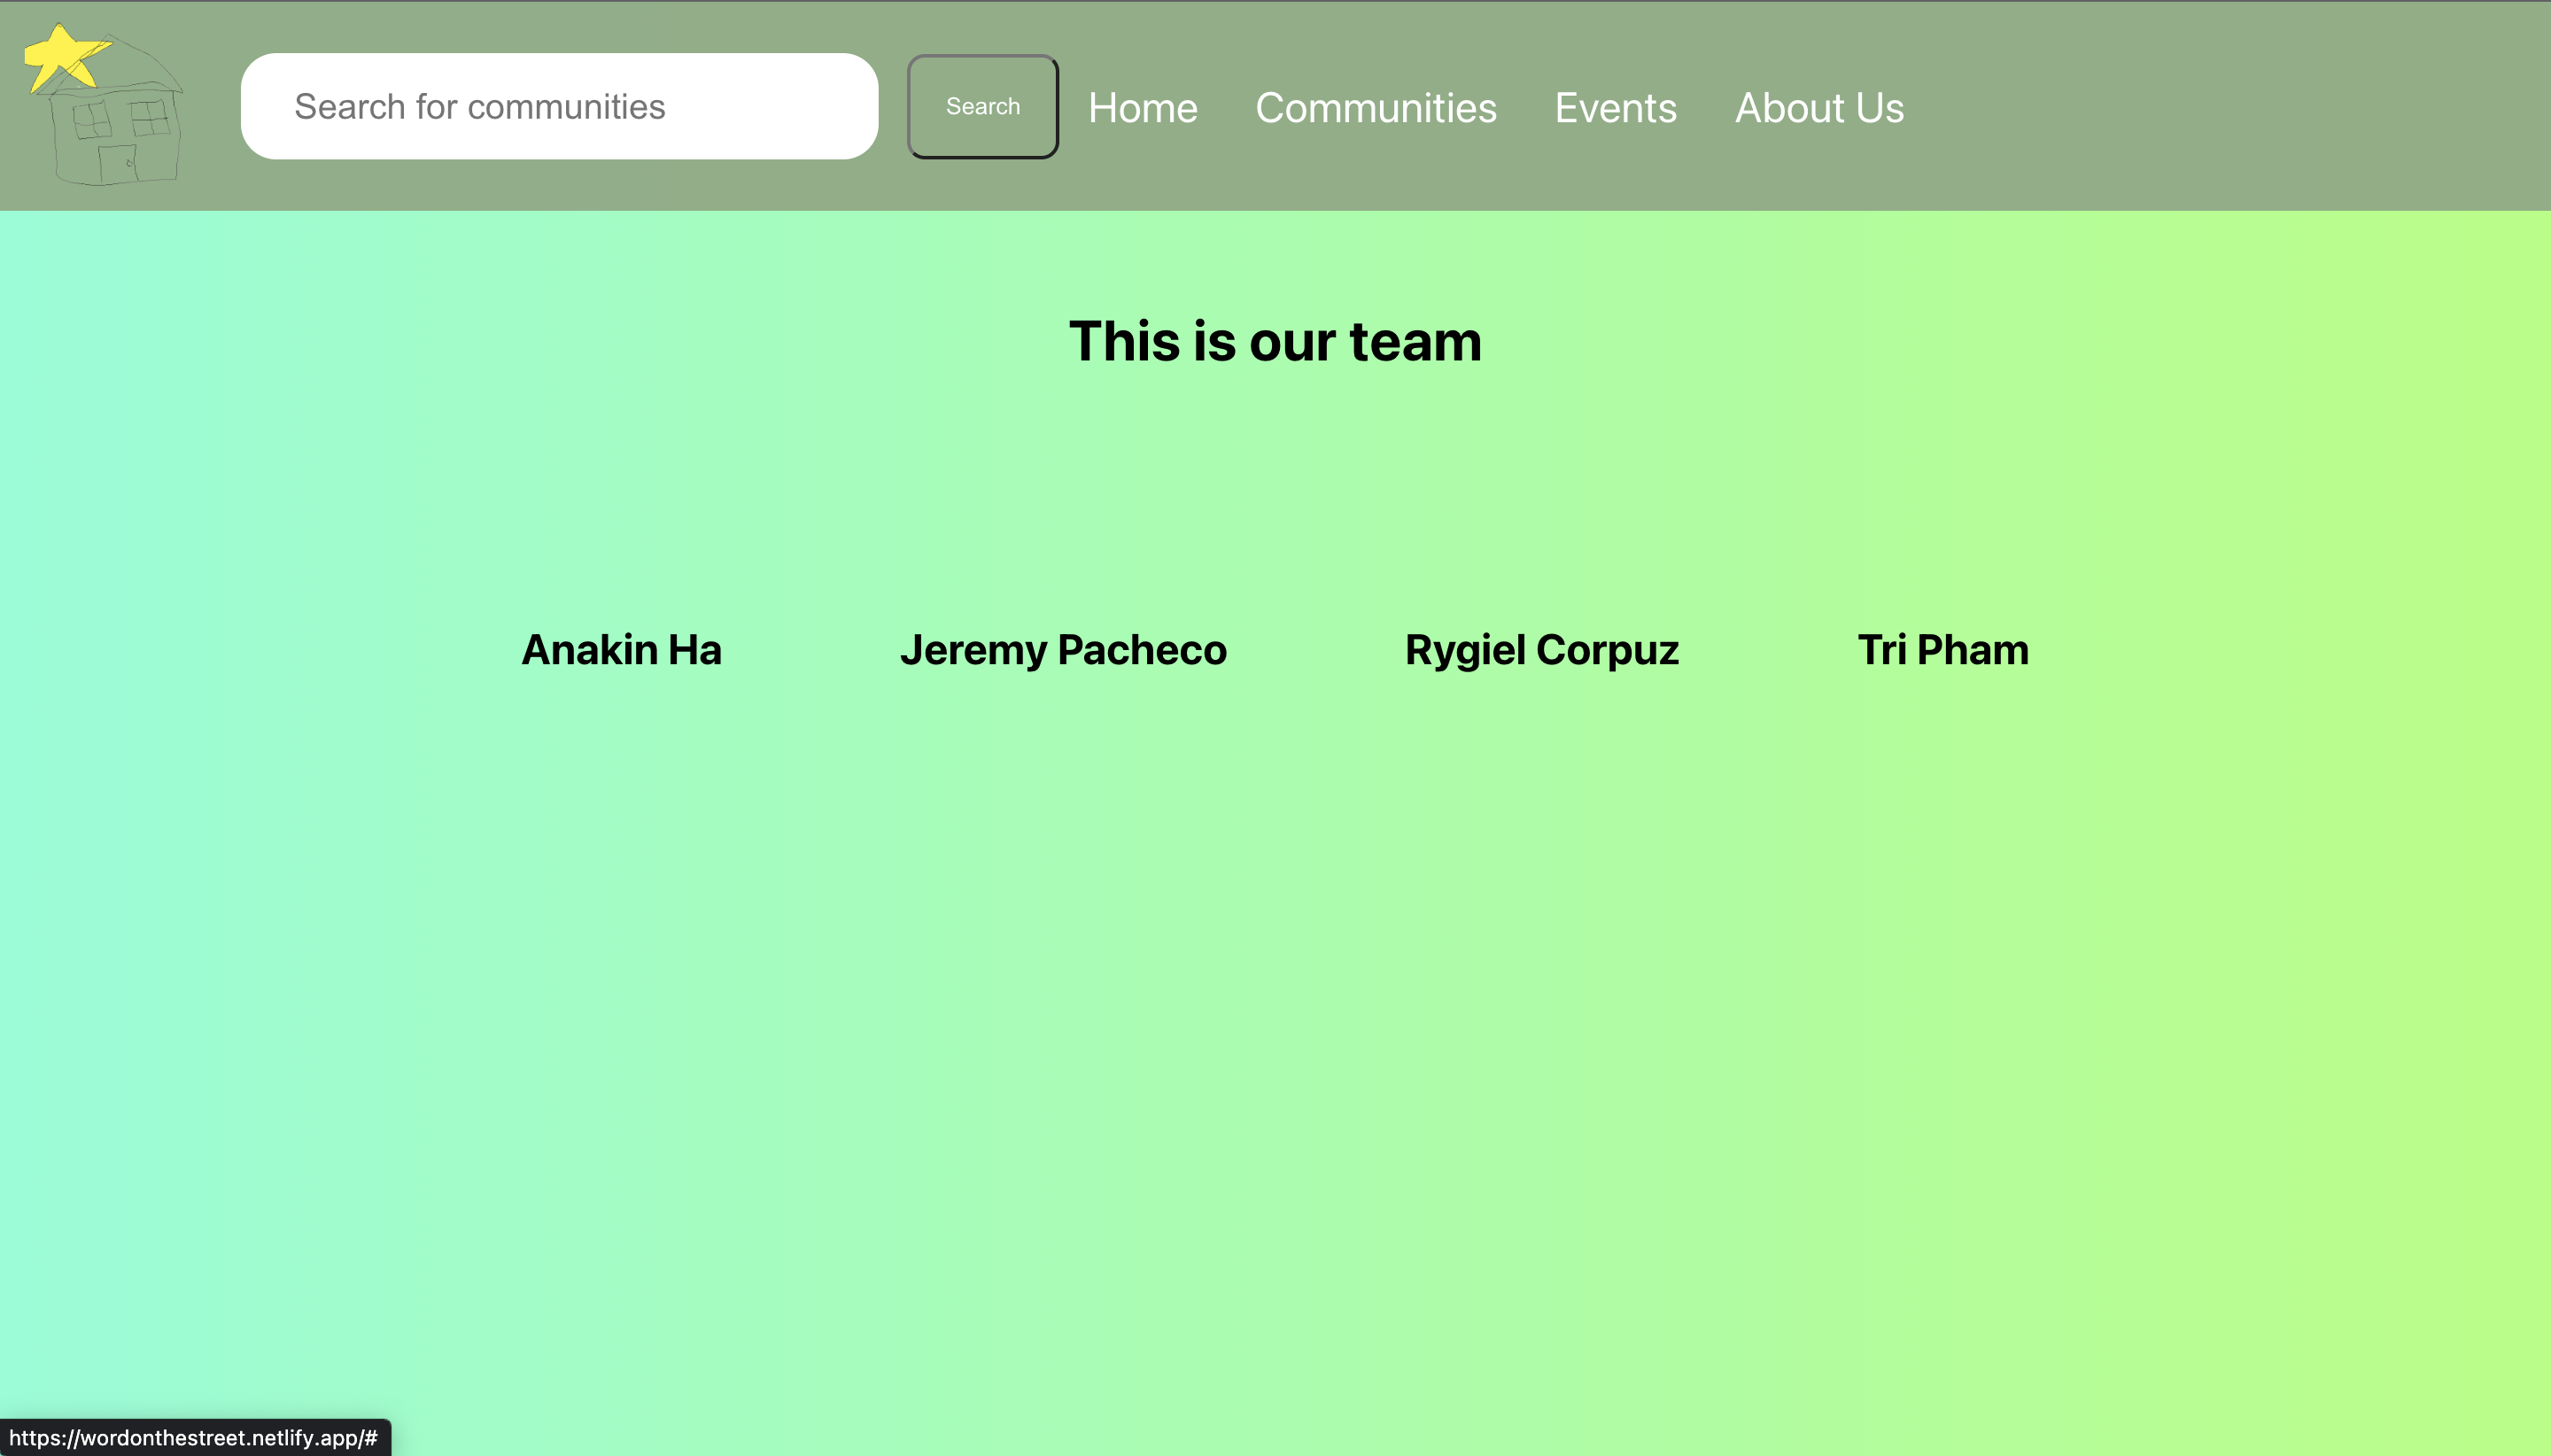 Search for communities Search Home Communities Events About Us
This is our team
Anakin Ha Jeremy Pacheco Rygiel Corpuz Tri Pham
https://wordonthestreet.netlify.app/#